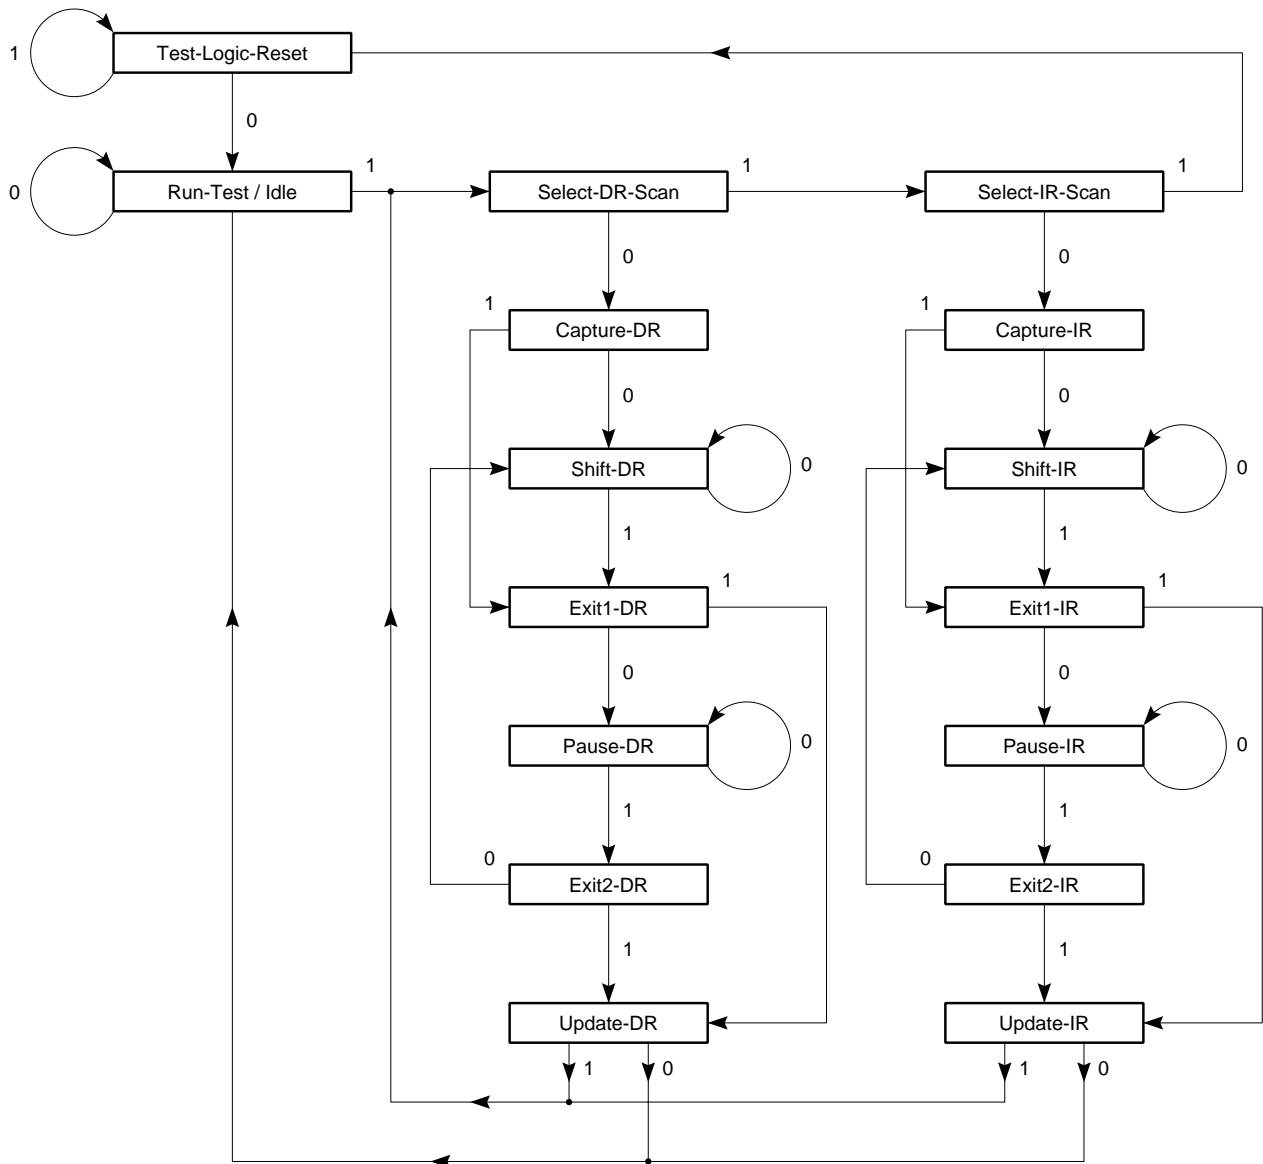 1
Test-Logic-Reset
0
0
Run-Test / Idle
1
Select-DR-Scan
1
Select-IR-Scan
1
0
0
1
Capture-DR
1
Capture-IR
0
0
Shift-DR
0
Shift-IR
0
1
1
Exit1-DR
1
Exit1-IR
1
0
0
Pause-DR
0
Pause-IR
0
1
1
0
Exit2-DR
0
Exit2-IR
1
1
Update-DR
Update-IR
1
0
1
0